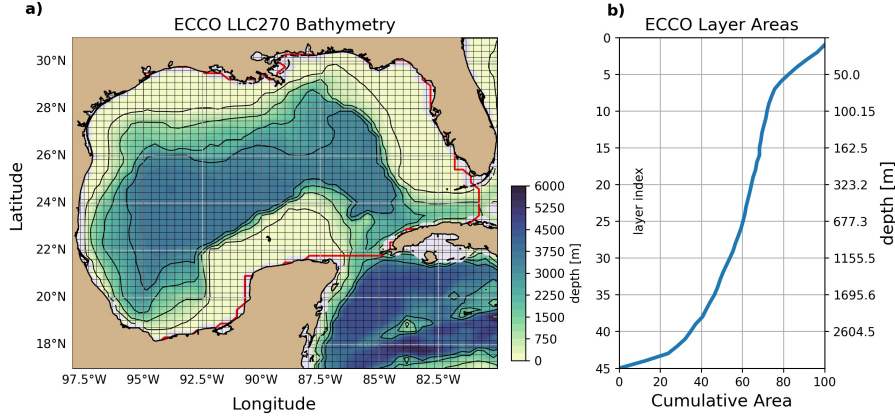 a)
ECCO LLC270 Bathymetry
30°N
28°N
26°N
24°N
22°N
20°N
18°N
Latitude
97.5°W
95°W
92.5°W
90°W
87.5°W
85°W
82.5°W
Longitude
6000
5250
4500
3750
3000
2250
1500
750
0
depth [m]
b)
ECCO Layer Areas
0
5
10
15
20
25
30
35
40
45
layer index
50.0
100.15
162.5
323.2
677.3
1155.5
1695.6
2604.5
depth [m]
0
20
40
60
80
100
Cumulative Area